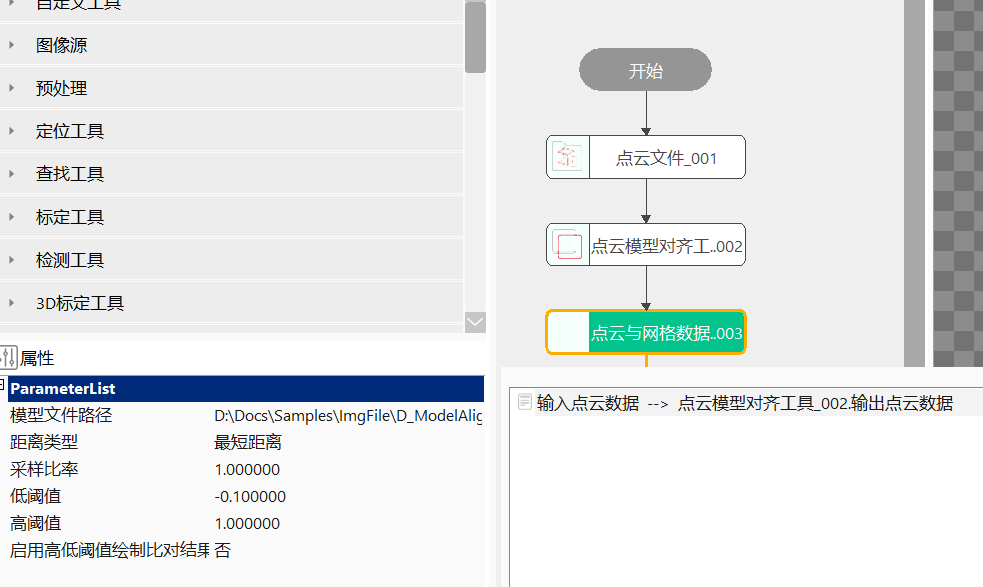 自定义工具
图像源
预处理
定位工具
查找工具
标定工具
检测工具
3D标定工具
属性
ParameterList
模型文件路径 D:\Docs\Samples\ImgFile\D_ModelAlig
距离类型 最短距离
采样比率 1.000000
低阈值 -0.100000
高阈值 1.000000
启用高低阈值绘制比对结果 否
开始
点云文件_001
点云模型对齐工..002
点云与网格数据..003
输入点云数据 --> 点云模型对齐工具_002.输出点云数据